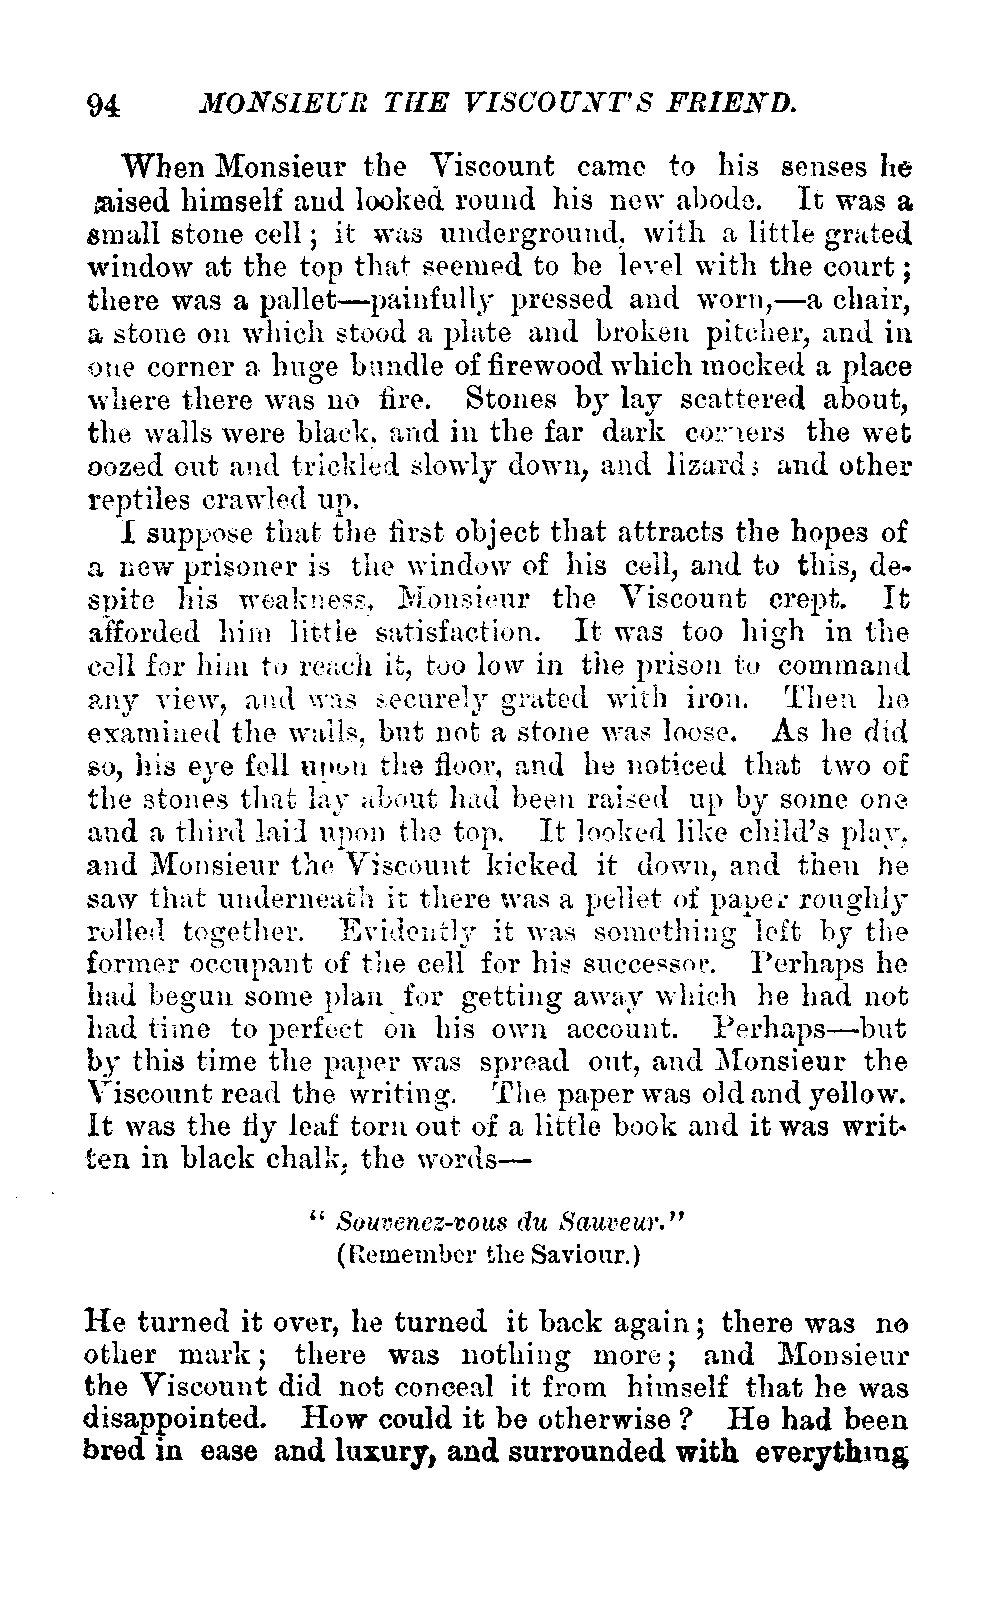 94 MONSIEUR THE VISCOUNT'S FRIEND.
When Monsieur the Viscount came to his senses he
raised himself and looked round his new abode. It was a
small stone cell; it was underground, with a little grated
window at the top that seemed to be level with the court;
there was a pallet—painfully pressed and worn,—a chair,
a stone on which stood a plate and broken pitcher, and in
one corner a huge bundle of firewood which mocked a place
where there was no fire. Stones by lay scattered about,
the walls were black, and in the far dark corners the wet
oozed out and trickled slowly down, and lizards and other
reptiles crawled up.
I suppose that the first object that attracts the hopes of
a new prisoner is the window of his cell, and to this, de-
spite his weakness, Monsieur the Viscount crept. It
afforded him little satisfaction. It was too high in the
cell for him to reach it, too low in the prison to command
any view, and was securely grated with iron. Then he
examined the walls, but not a stone was loose. As he did
so, his eye fell upon the floor, and he noticed that two of
the stones that lay about had been raised up by some one
and a third laid upon the top. It looked like child's play,
and Monsieur the Viscount kicked it down, and then he
saw that underneath it there was a pellet of paper roughly
rolled together. Evidently it was something left by the
former occupant of the cell for his successor. Perhaps he
had begun some plan for getting away which he had not
had time to perfect on his own account. Perhaps—but
by this time the paper was spread out, and Monsieur the
Viscount read the writing. The paper was old and yellow.
It was the fly leaf torn out of a little book and it was writ-
ten in black chalk, the words—
"Souvenez-vous du Sauveur."
(Remember the Saviour.)
He turned it over, he turned it back again; there was no
other mark; there was nothing more; and Monsieur
the Viscount did not conceal it from himself that he was
disappointed. How could it be otherwise? He had been
bred in ease and luxury, and surrounded with everything